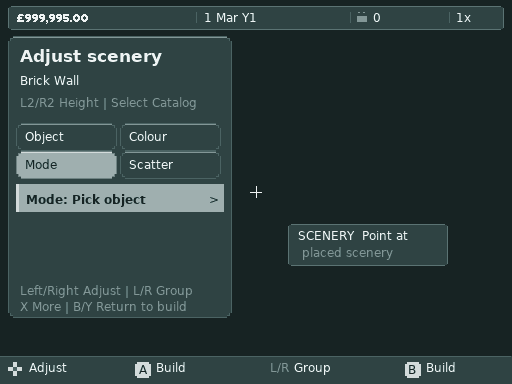 £999,995.00
1 Mar Y1
0
1x
Adjust scenery
Brick Wall
L2/R2 Height | Select Catalog
Object
Colour
Mode
Scatter
Mode: Pick object >
SCENERY Point at
placed scenery
Left/Right Adjust | L/R Group
X More | B/Y Return to build
Adjust
A Build
L/R Group
B Build